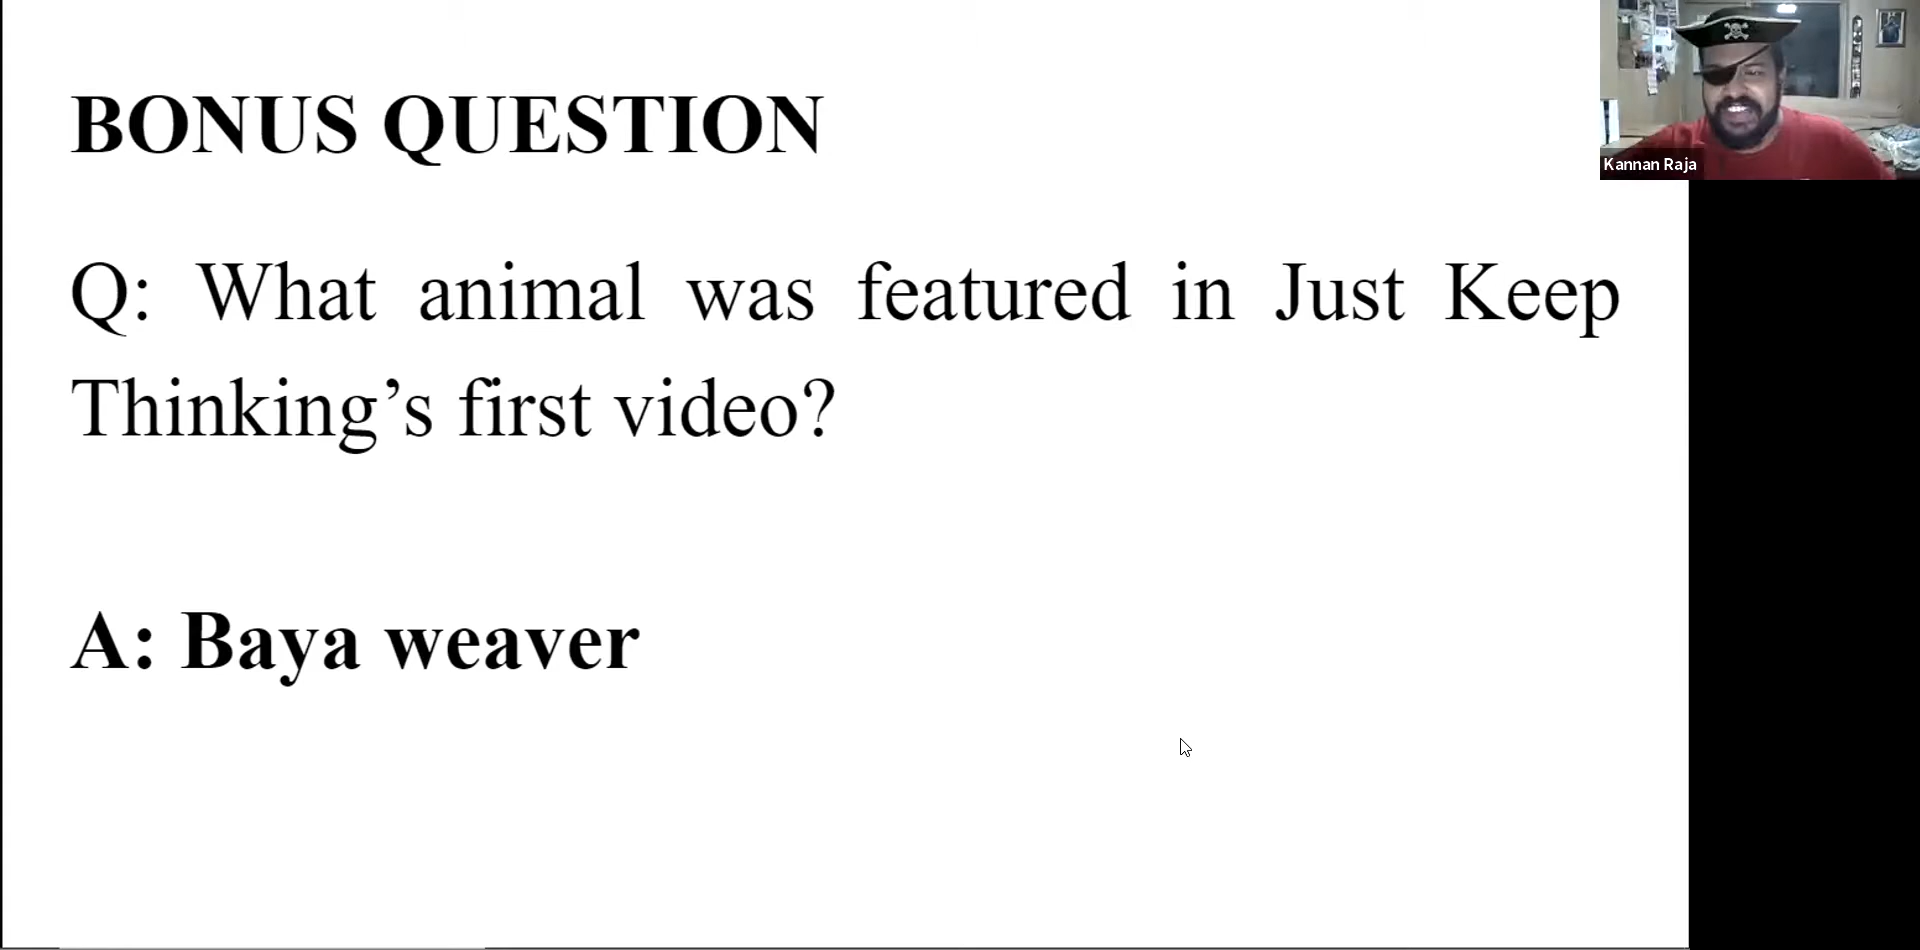 BONUS QUESTION
Q: What animal was featured in Just Keep
Thinking’s first video?
A: Baya weaver
Kannan Raja